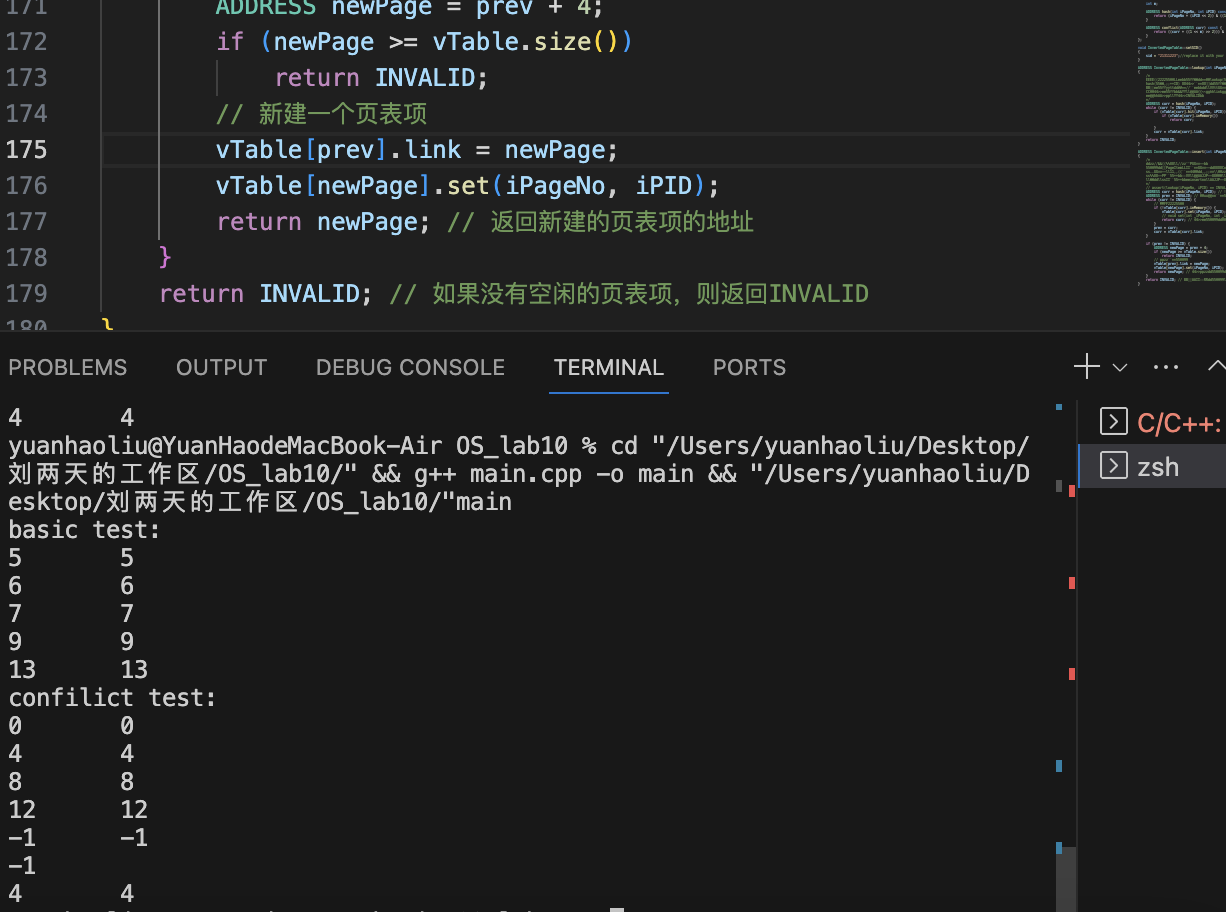 171 ADDRESS newPage = prev + 4;
172 if (newPage >= vTable.size())
173 return INVALID;
174 // 新建一个页表项
175 vTable[prev].link = newPage;
176 vTable[newPage].set(iPageNo, iPID);
177 return newPage; // 返回新建的页表项的地址
178 }
179 return INVALID; // 如果没有空闲的页表项，则返回INVALID
180 }
PROBLEMS OUTPUT DEBUG CONSOLE TERMINAL PORTS
4 4
yuanhaoliu@YuanHaodeMacBook-Air OS_lab10 % cd "/Users/yuanhaoliu/Desktop/
刘两天的工作区/OS_lab10/" && g++ main.cpp -o main && "/Users/yuanhaoliu/D
esktop/刘两天的工作区/OS_lab10/"main
basic test:
5 5
6 6
7 7
9 9
13 13
confilict test:
0 0
4 4
8 8
12 12
-1 -1
-1
4 4
C/C++:
zsh